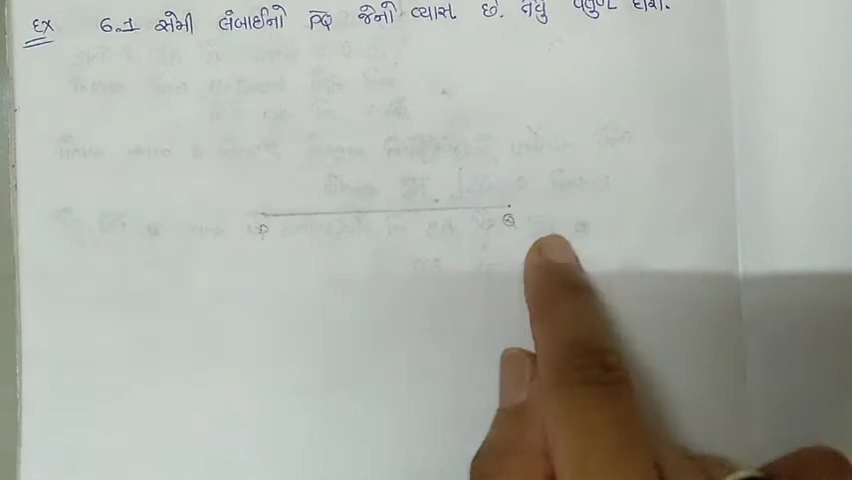 Ex 6.1 સેમી લંબાઈનો PQ જેનો વ્યાસ છે. તેવું વર્તુળ દોરો.
P Q